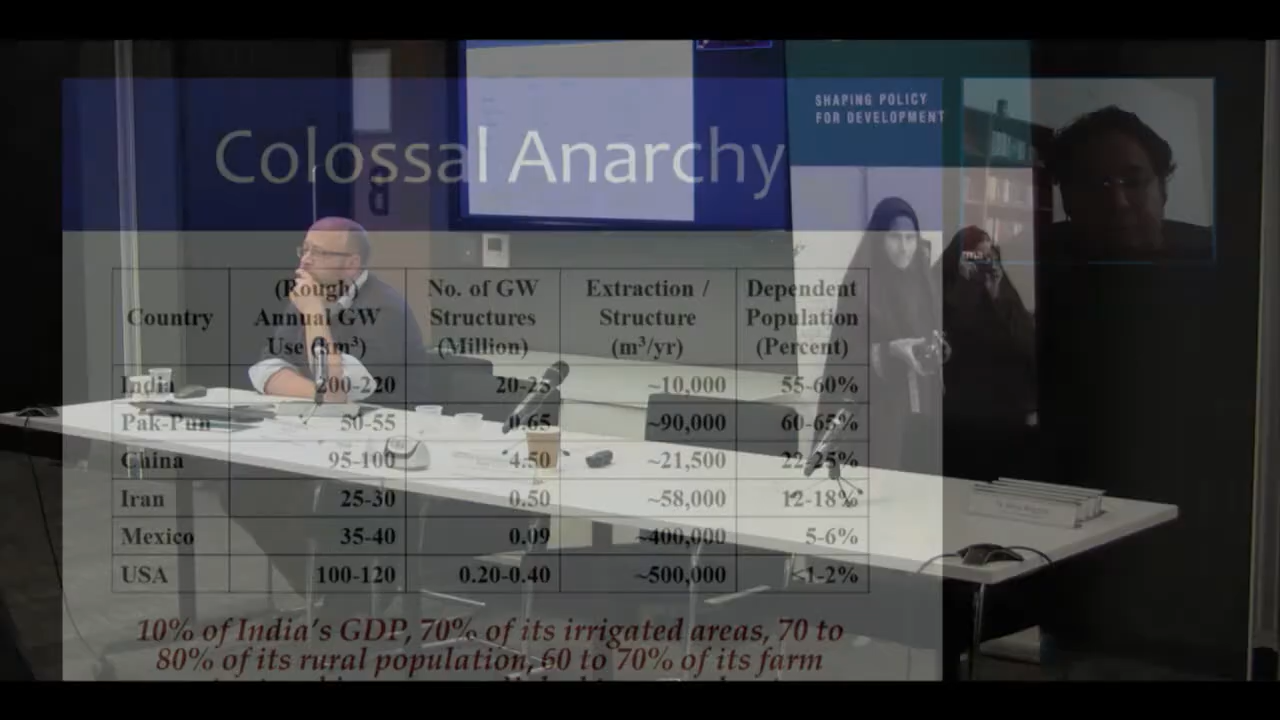 SHAPING POLICY
FOR DEVELOPMENT
Colossal Anarchy
Country (Rough) Annual GW Use (km³) No. of GW Structures (Million) Extraction / Structure (m³/yr) Dependent Population (Percent)
India 200-220 20-25 ~10,000 55-60%
Pak-Pun 50-55 0.65 ~90,000 60-65%
China 95-100 4.50 ~21,500 22-25%
Iran 25-30 0.50 ~58,000 12-18%
Mexico 35-40 0.09 ~400,000 5-6%
USA 100-120 0.20-0.40 ~500,000 <1-2%
10% of India's GDP, 70% of its irrigated areas, 70 to
80% of its rural population, 60 to 70% of its farm